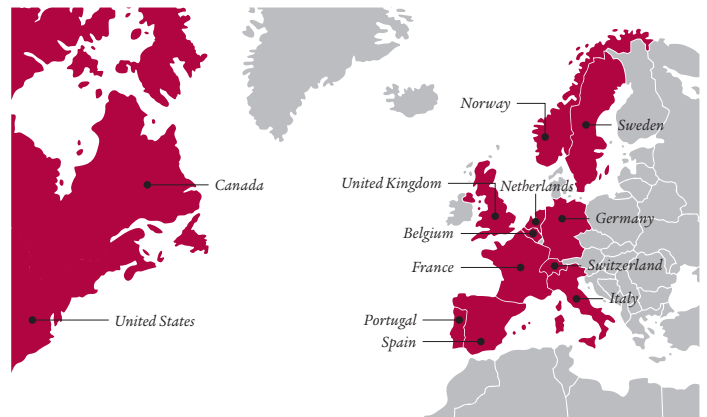 Norway
Sweden
United Kingdom
Netherlands
Canada
Germany
Belgium
France
Switzerland
Italy
United States
Portugal
Spain